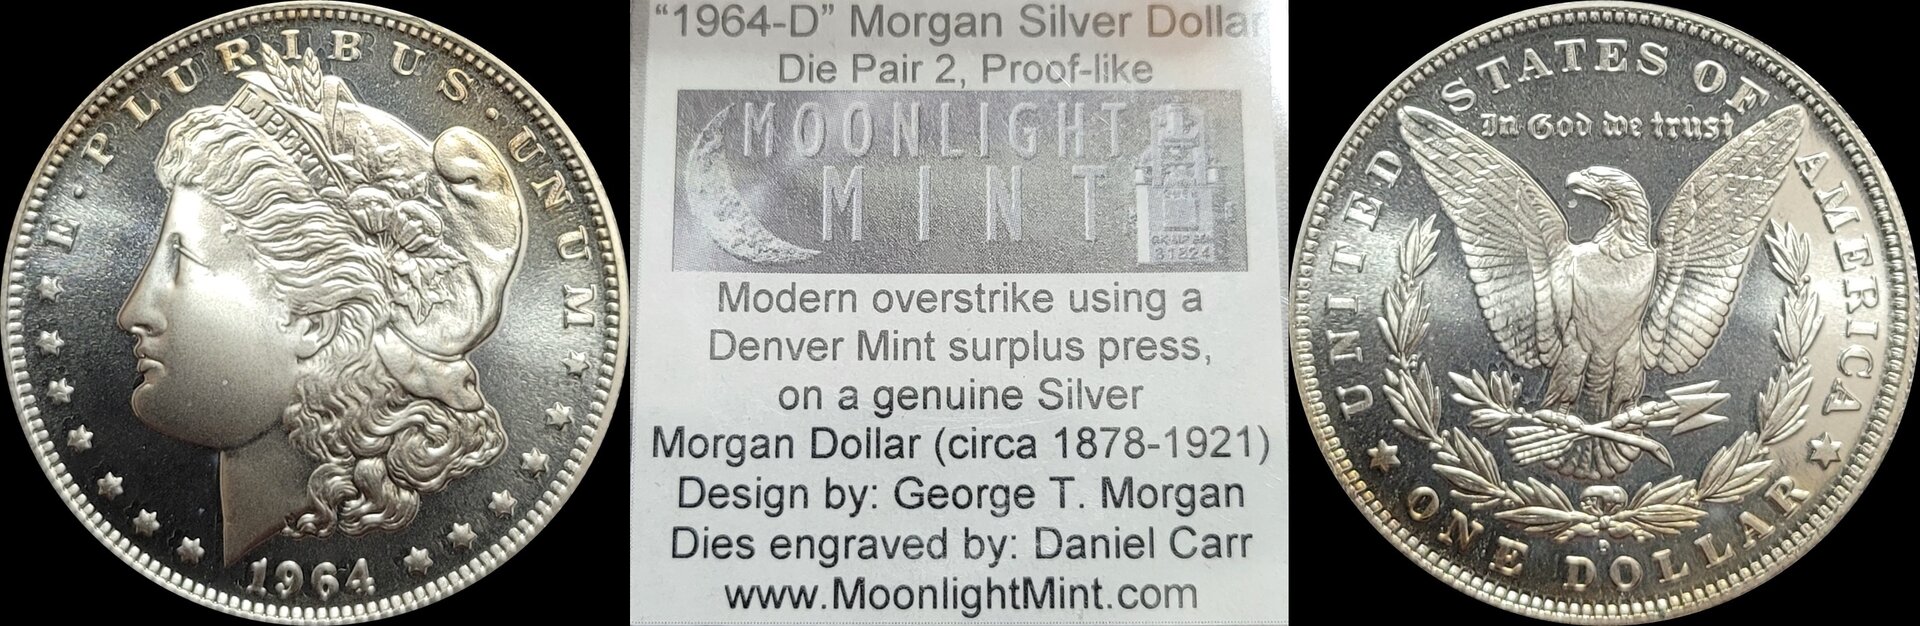 E · PLURIBUS · UNUM
LIBERTY
1964
"1964-D” Morgan Silver Dollar
Die Pair 2, Proof-like
MOONLIGHT
MINT
Modern overstrike using a
Denver Mint surplus press,
on a genuine Silver
Morgan Dollar (circa 1878-1921)
Design by: George T. Morgan
Dies engraved by: Daniel Carr
www.MoonlightMint.com
UNITED STATES OF AMERICA
In God we trust
D
ONE DOLLAR